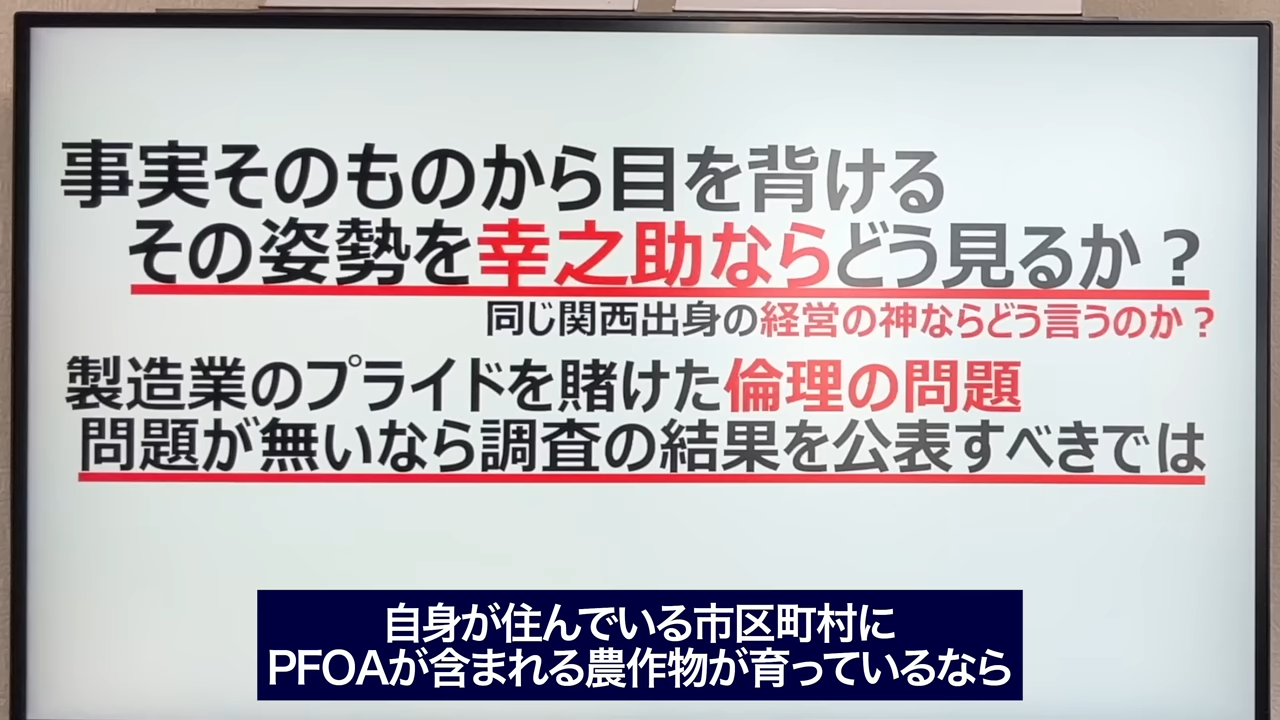 事実そのものから目を背ける
その姿勢を幸之助ならどう見るか?
同じ関西出身の経営の神ならどう言うのか?
製造業のプライドを賭けた倫理の問題
問題が無いなら調査の結果を公表すべきでは
自身が住んでいる市区町村に
PFOAが含まれる農作物が育っているなら